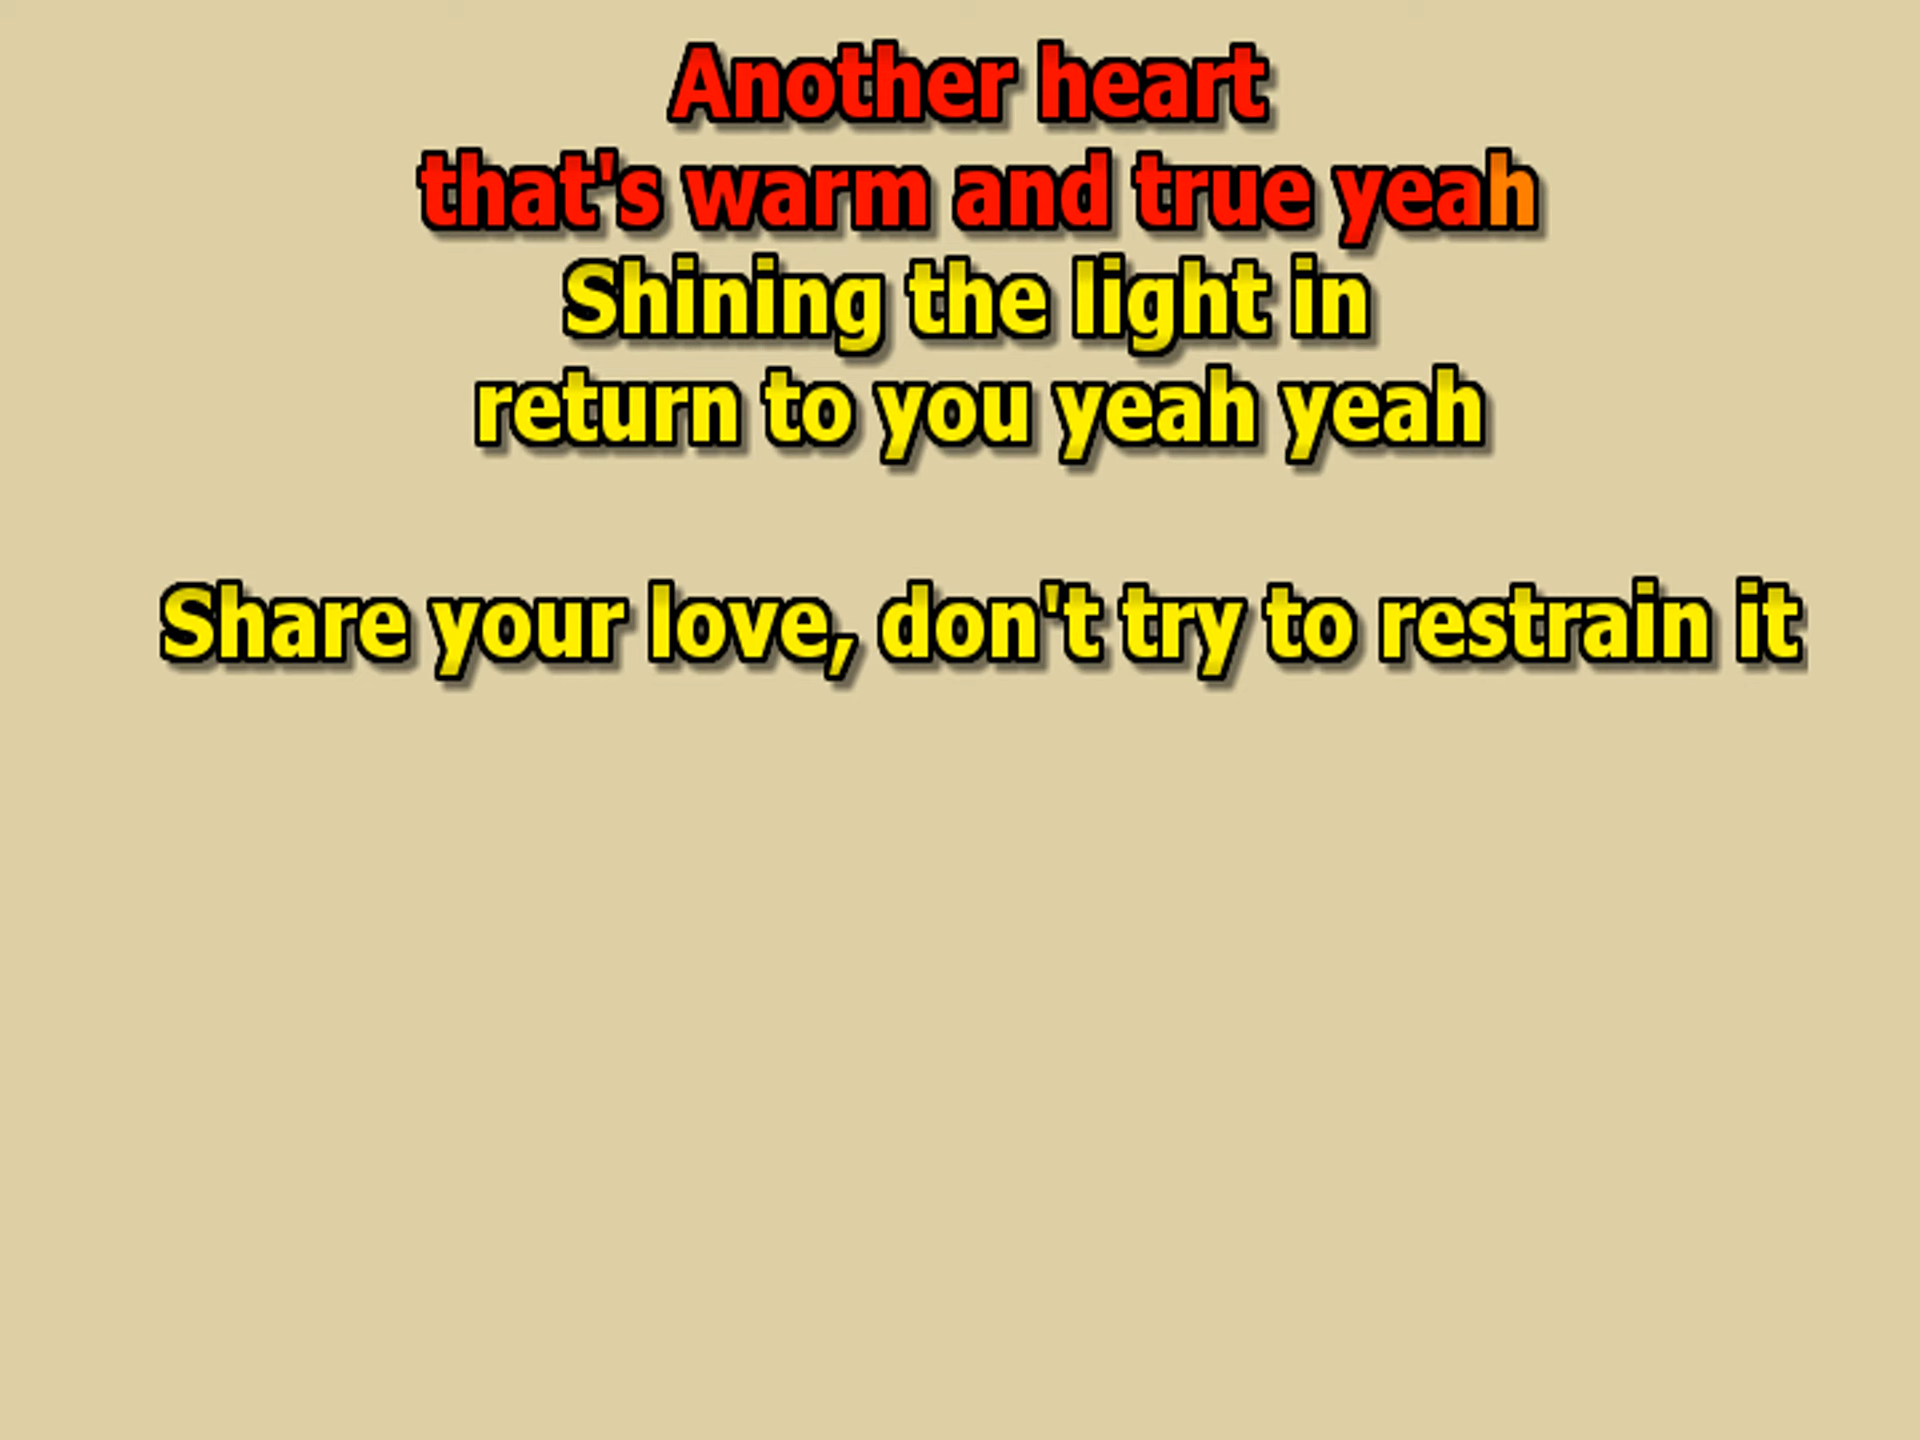 Another heart
that's warm and true yeah
Shining the light in
return to you yeah yeah
Share your love, don't try to restrain it